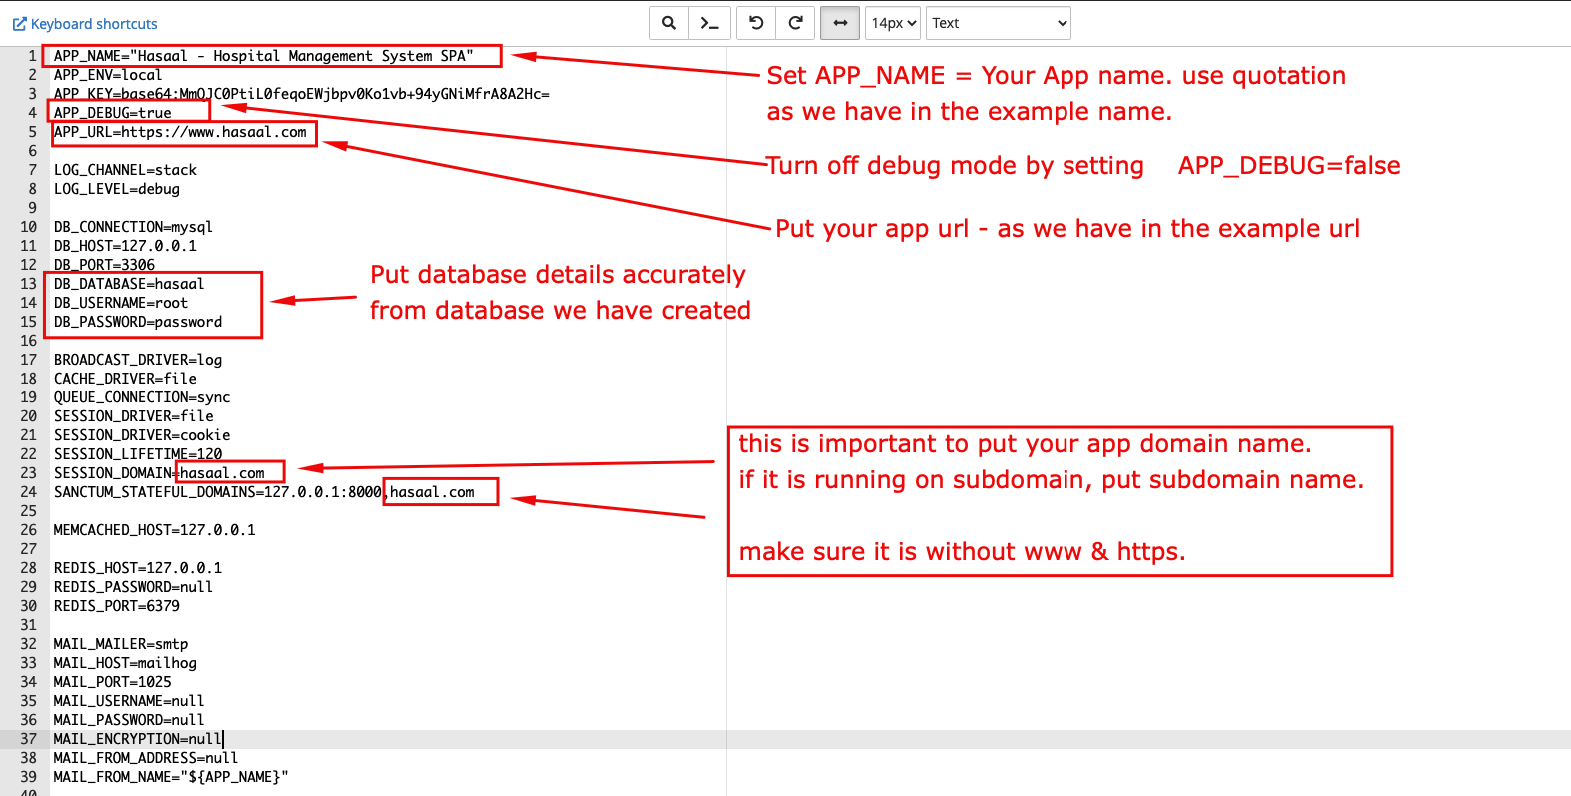 Keyboard shortcuts
14px
Text
1 APP_NAME="Hasaal - Hospital Management System SPA"
2 APP_ENV=local
3 APP_KEY=base64:MmOJC0PtiL0feqoEWjbpv0Ko1vb+94yGNiMfrA8A2Hc=
4 APP_DEBUG=true
5 APP_URL=https://www.hasaal.com
6
7 LOG_CHANNEL=stack
8 LOG_LEVEL=debug
9
10 DB_CONNECTION=mysql
11 DB_HOST=127.0.0.1
12 DB_PORT=3306
13 DB_DATABASE=hasaal
14 DB_USERNAME=root
15 DB_PASSWORD=password
16
17 BROADCAST_DRIVER=log
18 CACHE_DRIVER=file
19 QUEUE_CONNECTION=sync
20 SESSION_DRIVER=file
21 SESSION_DRIVER=cookie
22 SESSION_LIFETIME=120
23 SESSION_DOMAIN=hasaal.com
24 SANCTUM_STATEFUL_DOMAINS=127.0.0.1:8000,hasaal.com
25
26 MEMCACHED_HOST=127.0.0.1
27
28 REDIS_HOST=127.0.0.1
29 REDIS_PASSWORD=null
30 REDIS_PORT=6379
31
32 MAIL_MAILER=smtp
33 MAIL_HOST=mailhog
34 MAIL_PORT=1025
35 MAIL_USERNAME=null
36 MAIL_PASSWORD=null
37 MAIL_ENCRYPTION=null
38 MAIL_FROM_ADDRESS=null
39 MAIL_FROM_NAME="${APP_NAME}"
40
Set APP_NAME = Your App name. use quotation
as we have in the example name.
Turn off debug mode by setting APP_DEBUG=false
Put your app url - as we have in the example url
Put database details accurately
from database we have created
this is important to put your app domain name.
if it is running on subdomain, put subdomain name.
make sure it is without www & https.